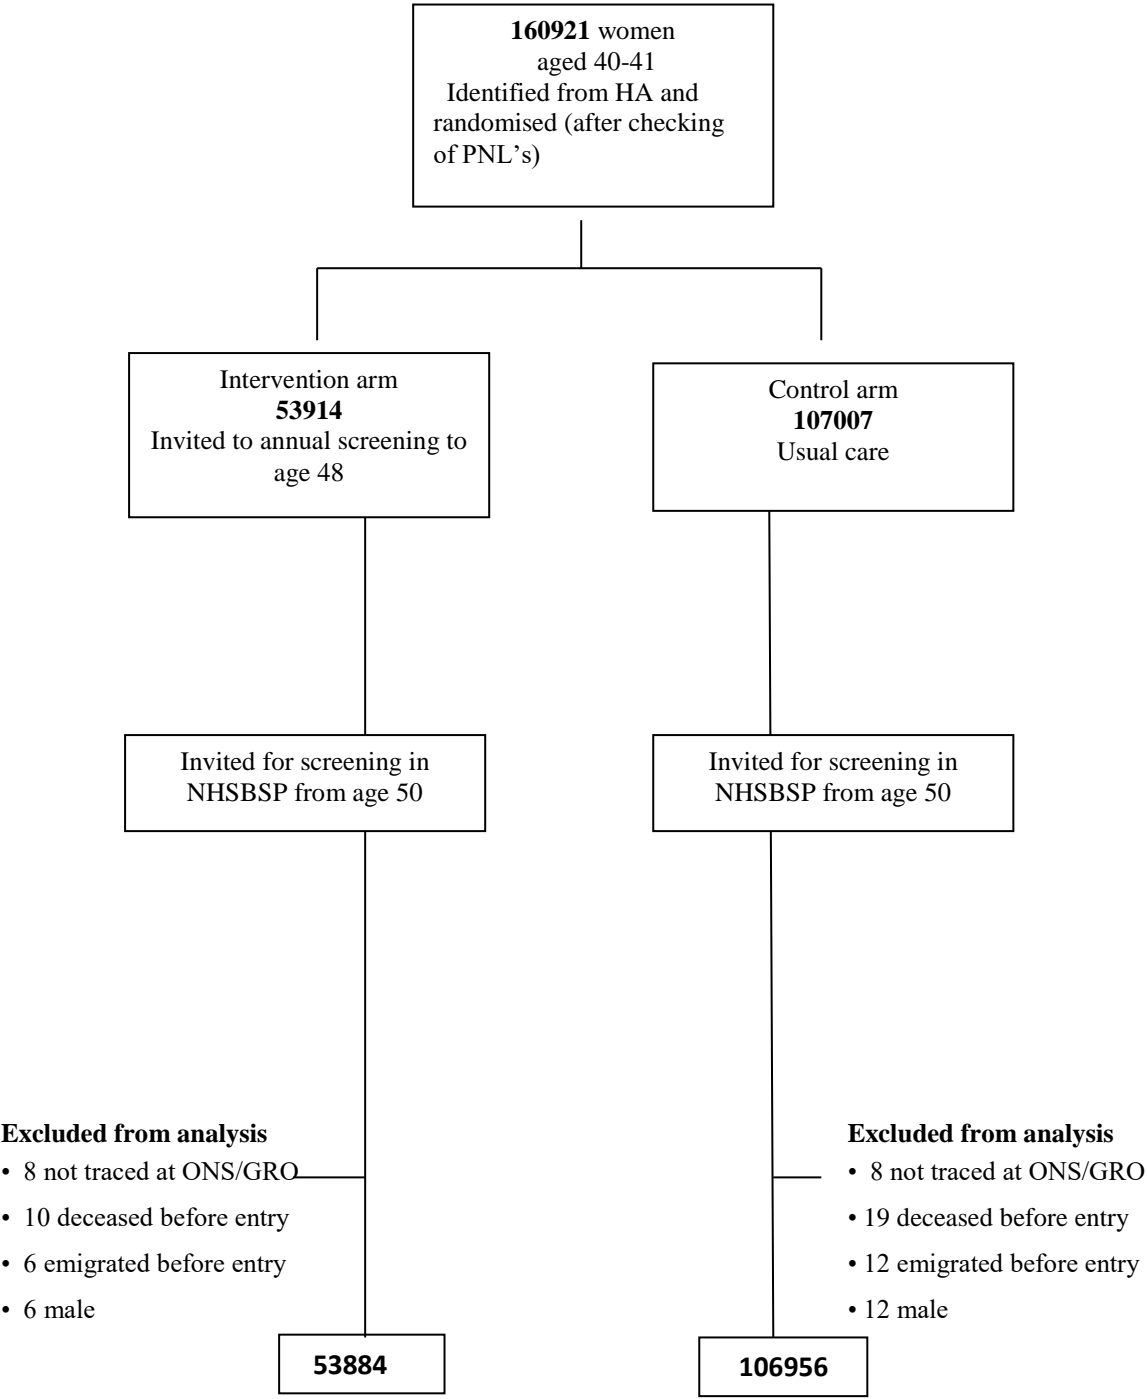 160921 women
aged 40-41
Identified from HA and
randomised (after checking
of PNL’s)
Intervention arm
53914
Invited to annual screening to
age 48
Control arm
107007
Usual care
Invited for screening in
NHSBSP from age 50
Invited for screening in
NHSBSP from age 50
Excluded from analysis
• 8 not traced at ONS/GRO
• 10 deceased before entry
• 6 emigrated before entry
• 6 male
Excluded from analysis
• 8 not traced at ONS/GRO
• 19 deceased before entry
• 12 emigrated before entry
• 12 male
53884
106956